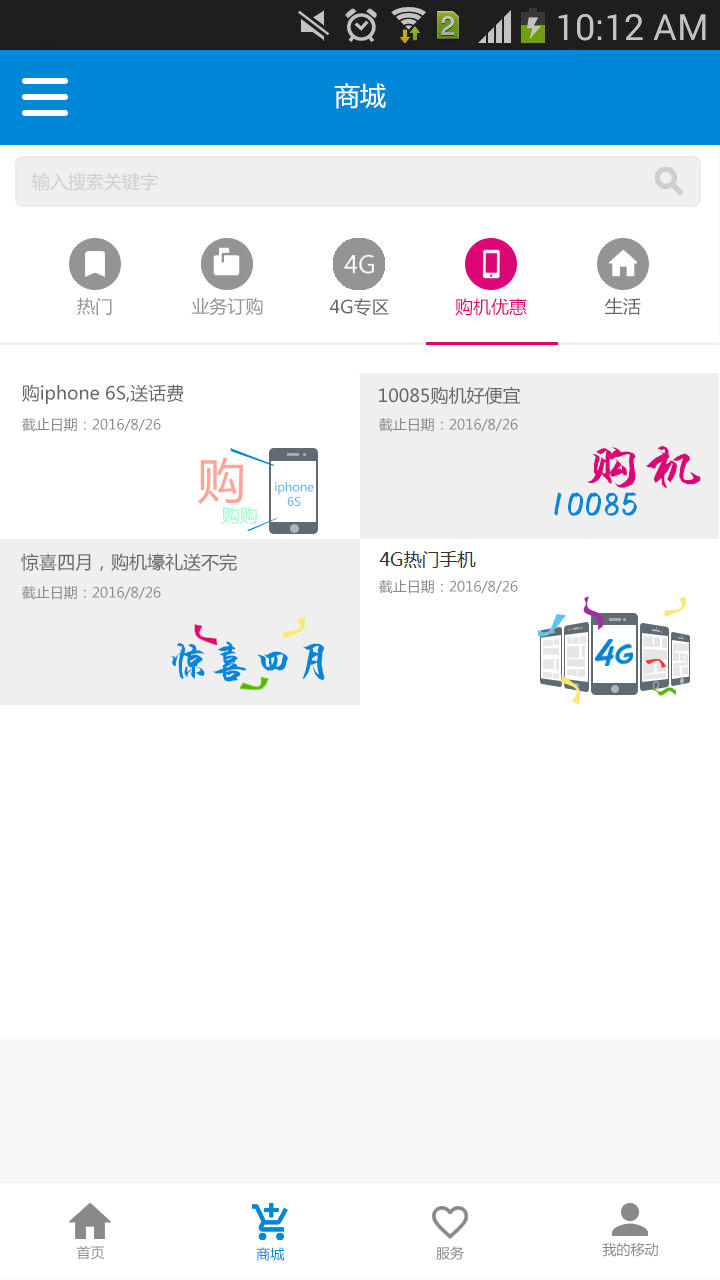 2
10:12 AM
商城
输入搜索关键字
4G
热门
业务订购
4G专区
购机优惠
生活
购iphone 6S,送话费
截止日期：2016/8/26
购
购购
iphone
6S
10085购机好便宜
截止日期：2016/8/26
购机
10085
惊喜四月，购机壕礼送不完
截止日期：2016/8/26
惊喜四月
4G热门手机
截止日期：2016/8/26
4G
首页
商城
服务
我的移动